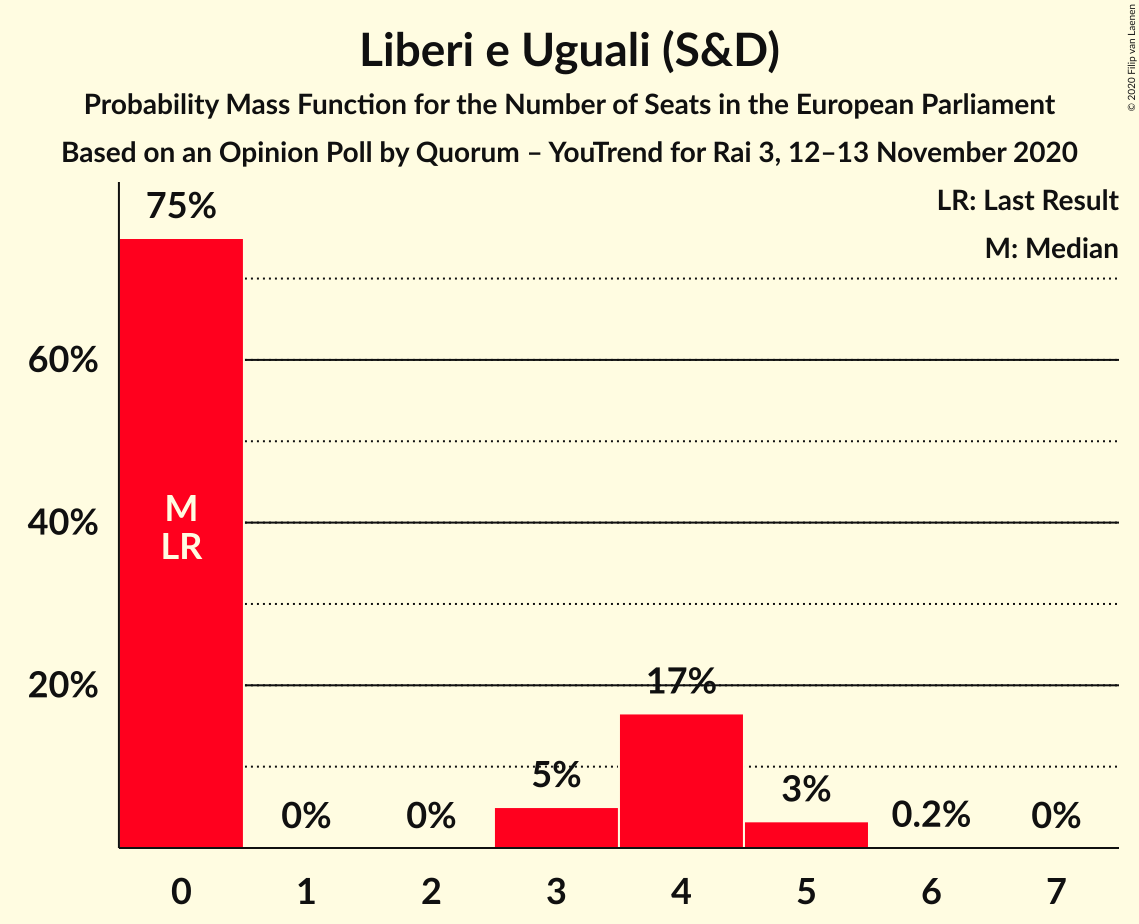 Liberi e Uguali (S&D)
Probability Mass Function for the Number of Seats in the European Parliament
Based on an Opinion Poll by Quorum – YouTrend for Rai 3, 12–13 November 2020
© 2020 Filip van Laenen
LR: Last Result
M: Median
75%
60%
40%
20%
M
LR
0%
0%
5%
17%
3%
0.2%
0%
0 1 2 3 4 5 6 7